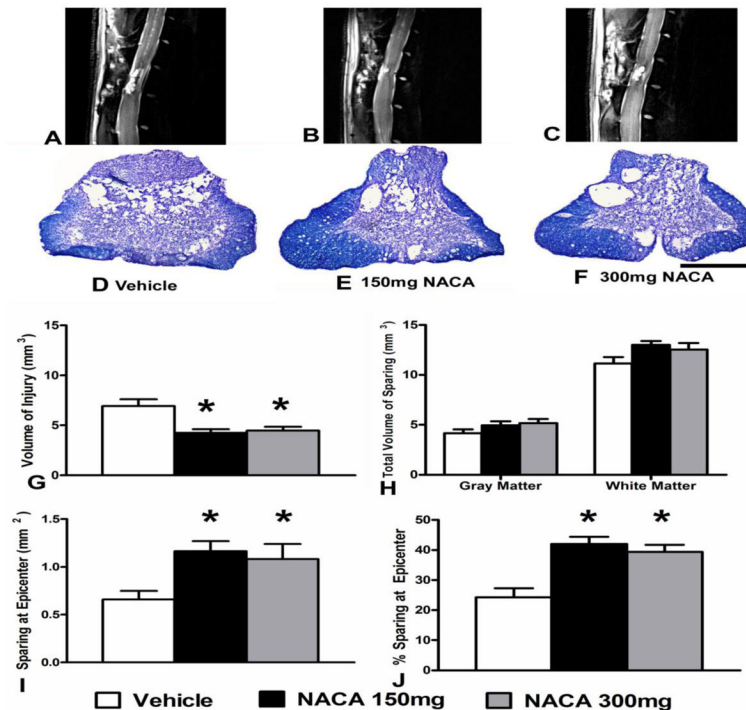 A
B
C
D Vehicle
E 150mg NACA
F 300mg NACA
Volume of Injury (mm³)
15
10
5
0
* *
G
Total Volume of Sparing (mm³)
15
10
5
0
Gray Matter White Matter
H
Sparing at Epicenter (mm²)
1.5
1.0
0.5
0.0
* *
I
% Sparing at Epicenter
50
40
30
20
10
0
* *
J
Vehicle NACA 150mg NACA 300mg